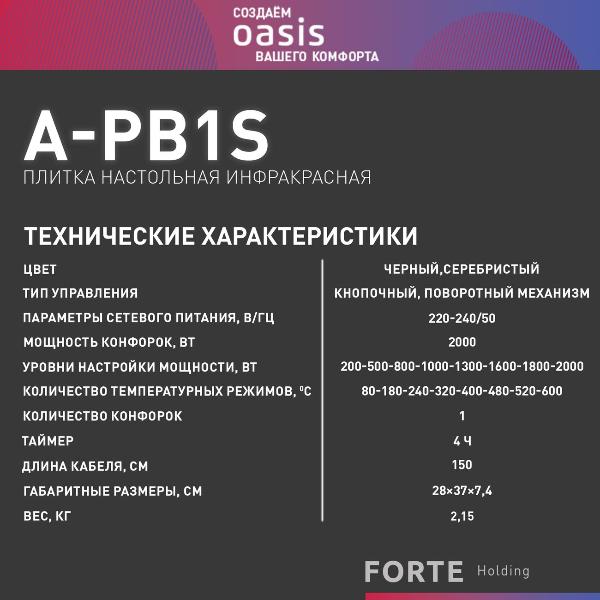 СОЗДАЁМ
oasis
ВАШЕГО КОМФОРТА
A-PB1S
ПЛИТКА НАСТОЛЬНАЯ ИНФРАКРАСНАЯ
ТЕХНИЧЕСКИЕ ХАРАКТЕРИСТИКИ
ЦВЕТ ЧЕРНЫЙ,СЕРЕБРИСТЫЙ
ТИП УПРАВЛЕНИЯ КНОПОЧНЫЙ, ПОВОРОТНЫЙ МЕХАНИЗМ
ПАРАМЕТРЫ СЕТЕВОГО ПИТАНИЯ, В/ГЦ 220-240/50
МОЩНОСТЬ КОНФОРОК, ВТ 2000
УРОВНИ НАСТРОЙКИ МОЩНОСТИ, ВТ 200-500-800-1000-1300-1600-1800-2000
КОЛИЧЕСТВО ТЕМПЕРАТУРНЫХ РЕЖИМОВ, ⁰С 80-180-240-320-400-480-520-600
КОЛИЧЕСТВО КОНФОРОК 1
ТАЙМЕР 4 Ч
ДЛИНА КАБЕЛЯ, СМ 150
ГАБАРИТНЫЕ РАЗМЕРЫ, СМ 28×37×7,4
ВЕС, КГ 2,15
FORTE Holding